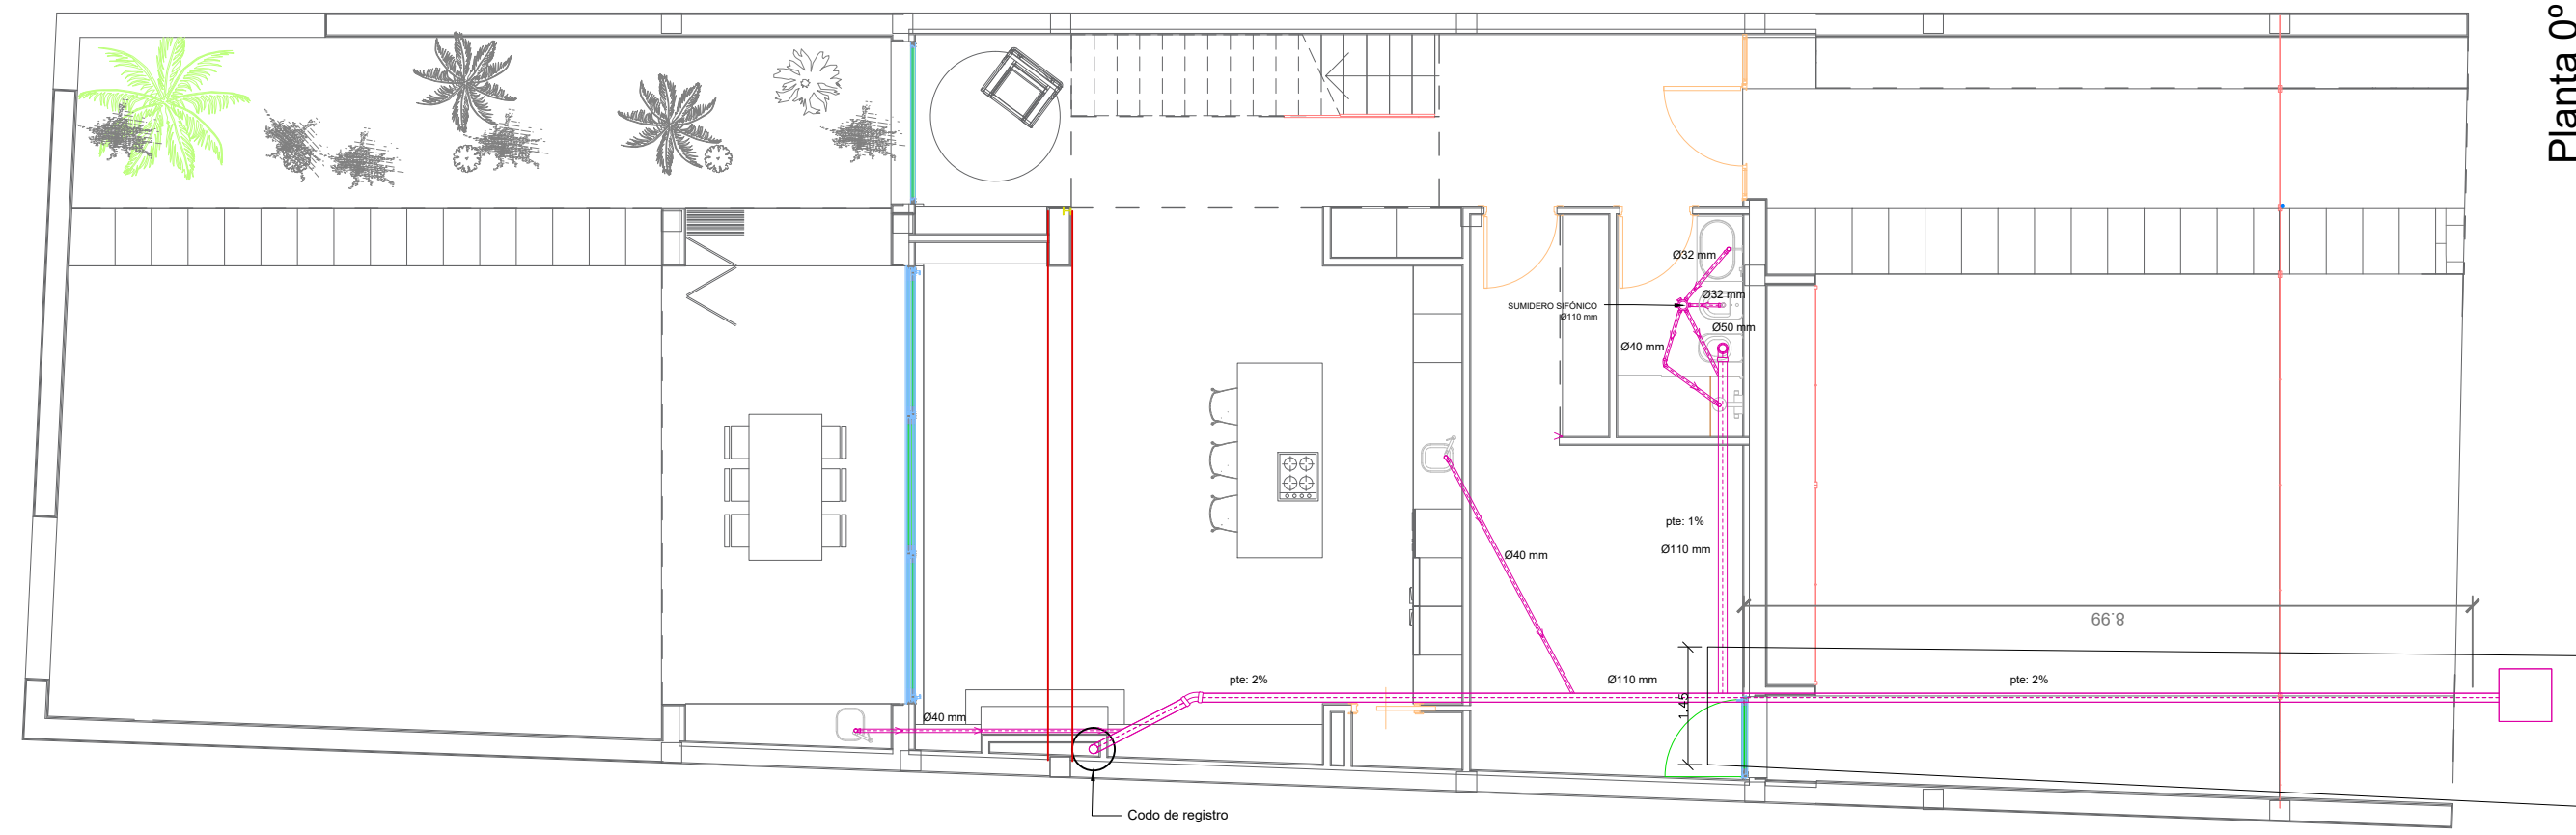 Planta 0º
Ø32 mm
Ø32 mm
SUMIDERO SIFÓNICO
Ø110 mm
Ø50 mm
Ø40 mm
pte: 1%
Ø110 mm
Ø40 mm
8.99
pte: 2%
Ø110 mm
pte: 2%
1.45
Ø40 mm
Codo de registro